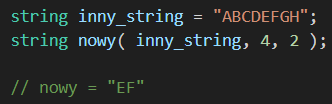 string inny_string = "ABCDEFGH";
string nowy( inny_string, 4, 2 );
// nowy = "EF"